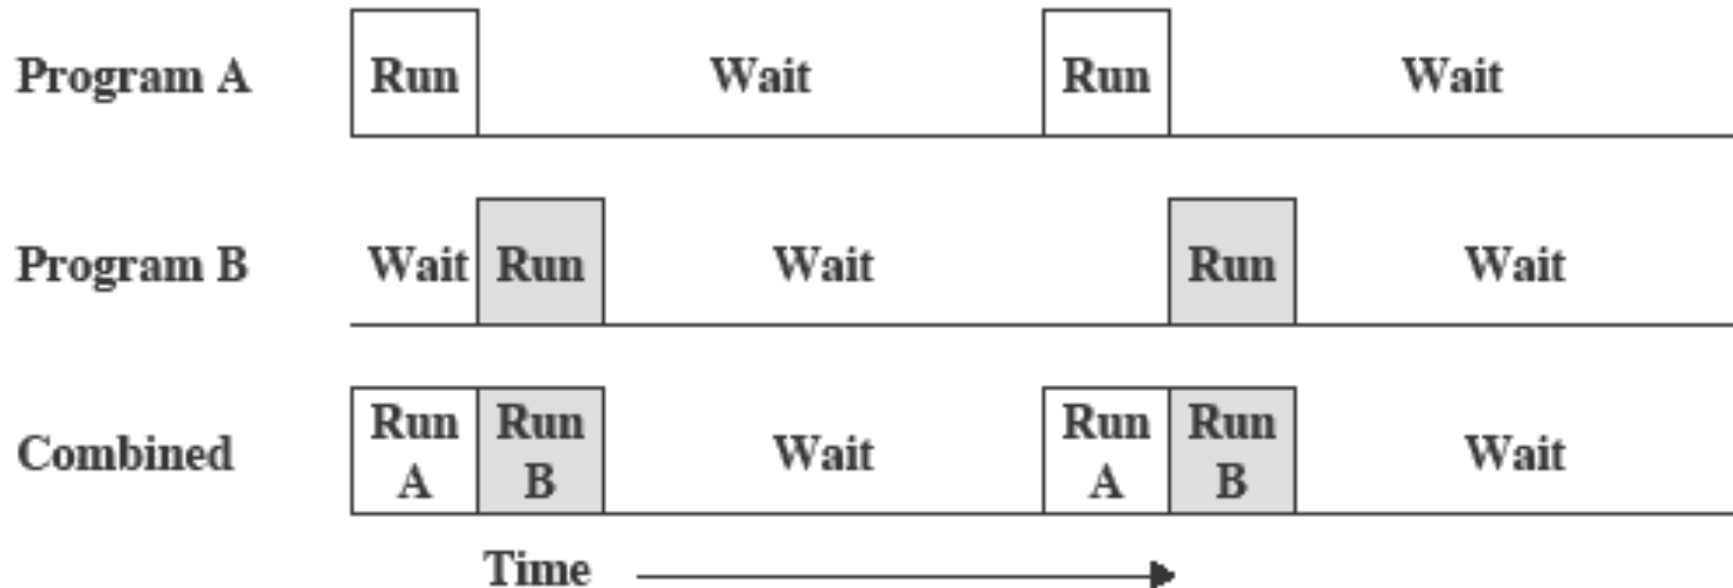 Program A Run Wait Run Wait
Program B Wait Run Wait Run Wait
Combined Run A Run B Wait Run A Run B Wait
Time